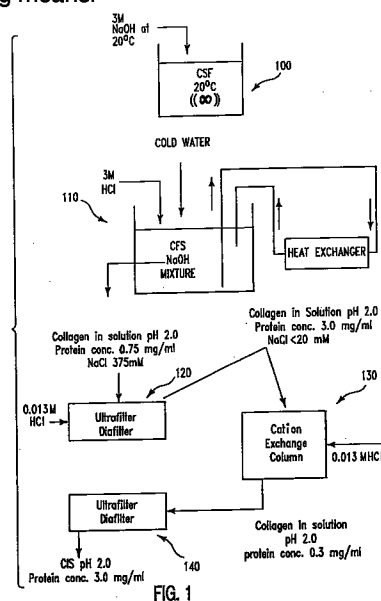 3M
NaOH at
20°C
CSF
20°C
((∞))
100
COLD WATER
3M
HCl
110
CFS
NaOH
MIXTURE
HEAT EXCHANGER
Collagen in solution pH 2.0
Protein conc. 0.75 mg/ml
NaCl 375mM
Collagen in Solution pH 2.0
Protein conc. 3.0 mg/ml
NaCl <20 mM
120
130
0.013M
HCl
Ultrafilter
Diafilter
Cation
Exchange
Column
0.013 MHCl
Ultrafilter
Diafilter
Collagen in solution
pH 2.0
protein conc. 0.3 mg/ml
140
CIS pH 2.0
Protein conc. 3.0 mg/ml
FIG. 1